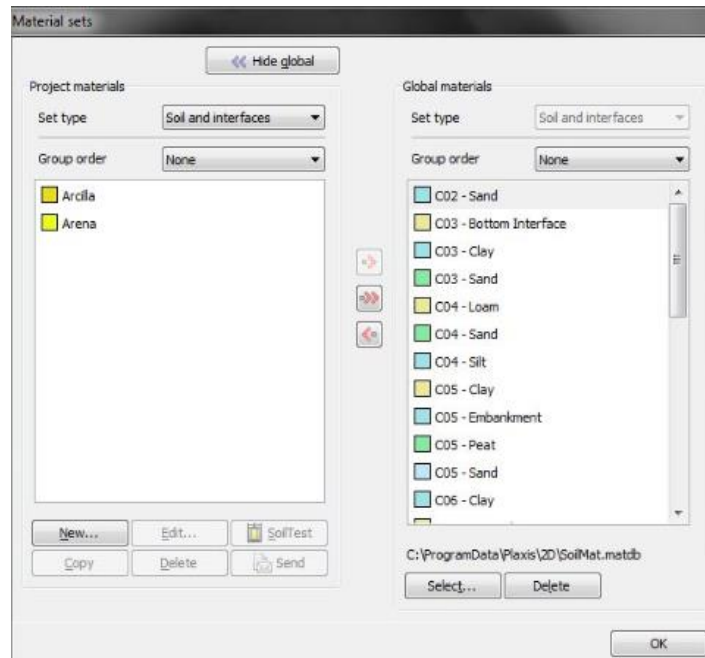 Material sets
Hide global
Project materials
Set type
Soil and interfaces
Group order
None
Arcilla
Arena
New...
Edit...
SoilTest
Copy
Delete
Send
Global materials
Set type
Soil and interfaces
Group order
None
C02 - Sand
C03 - Bottom Interface
C03 - Clay
C03 - Sand
C04 - Loam
C04 - Sand
C04 - Silt
C05 - Clay
C05 - Embankment
C05 - Peat
C05 - Sand
C06 - Clay
C:\ProgramData\Plaxis\2D\SoilMat.matdb
Select...
Delete
OK